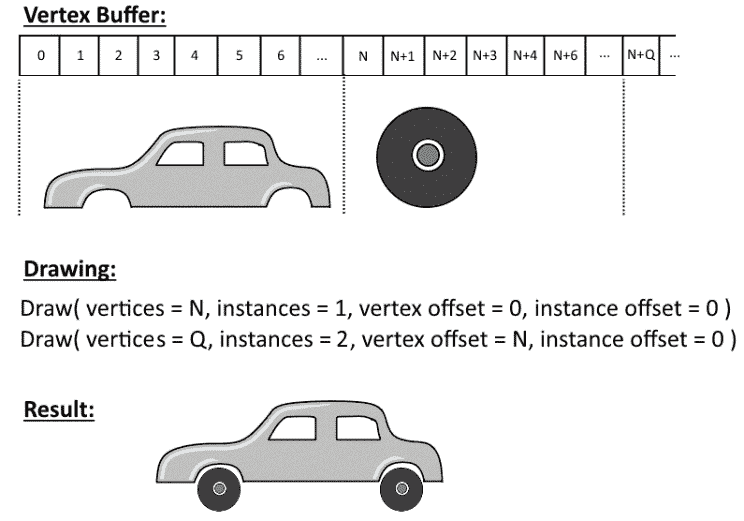 Vertex Buffer:
0 1 2 3 4 5 6 ... N N+1 N+2 N+3 N+4 N+6 ... N+Q ...
Drawing:
Draw( vertices = N, instances = 1, vertex offset = 0, instance offset = 0 )
Draw( vertices = Q, instances = 2, vertex offset = N, instance offset = 0 )
Result: